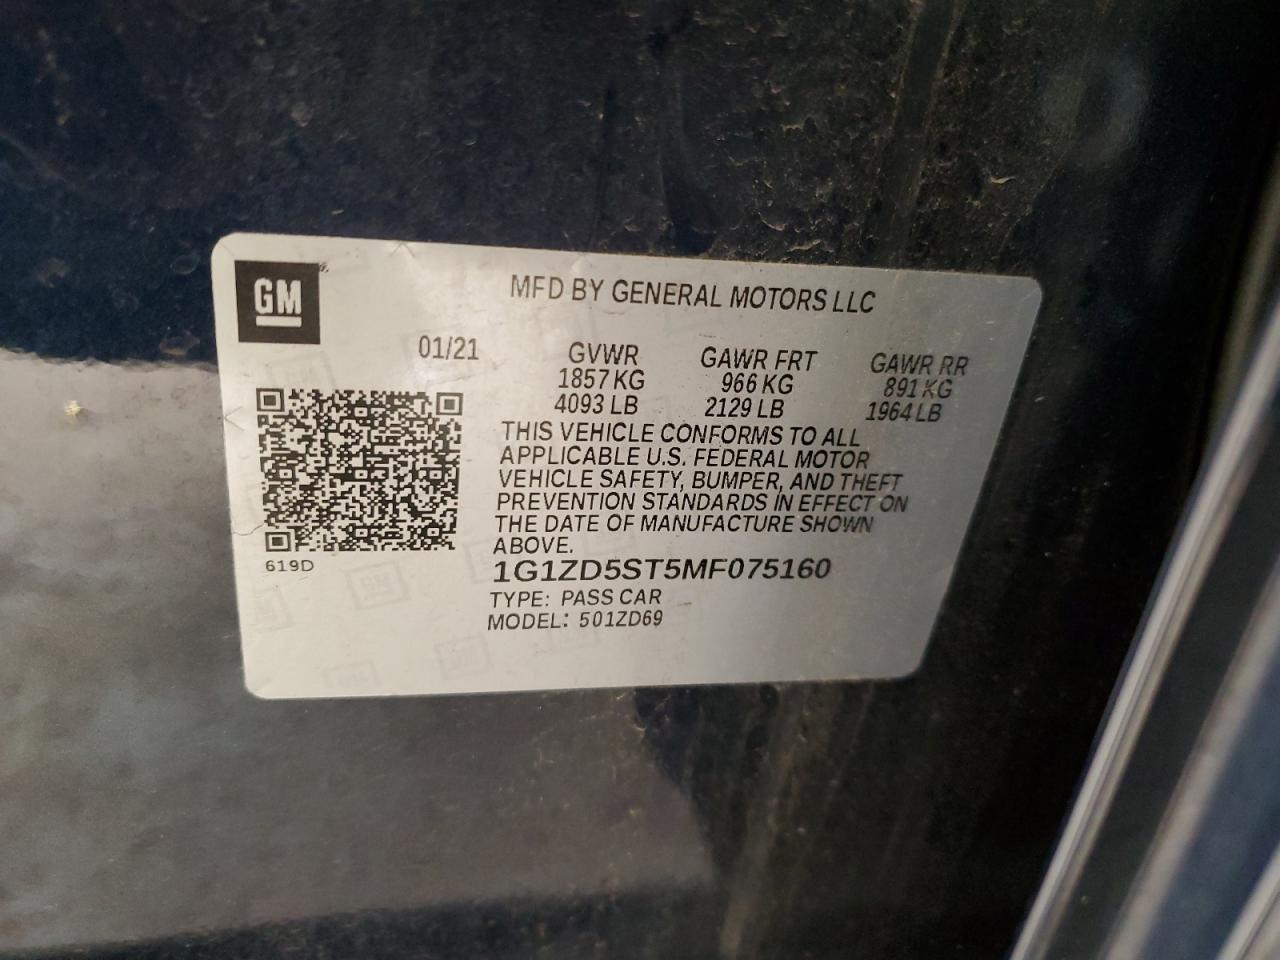 GM
MFD BY GENERAL MOTORS LLC
01/21
GVWR GAWR FRT GAWR RR
1857 KG 966 KG 891 KG
4093 LB 2129 LB 1964 LB
THIS VEHICLE CONFORMS TO ALL
APPLICABLE U.S. FEDERAL MOTOR
VEHICLE SAFETY, BUMPER, AND THEFT
PREVENTION STANDARDS IN EFFECT ON
THE DATE OF MANUFACTURE SHOWN
ABOVE.
619D
1G1ZD5ST5MF075160
TYPE: PASS CAR
MODEL: 501ZD69